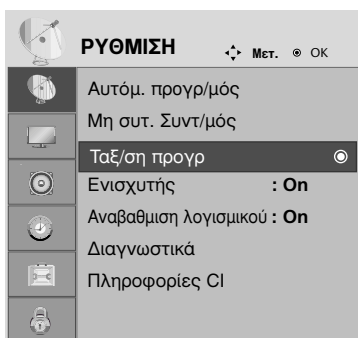 ΡΥΘΜΙΣΗ Μετ. OK
Αυτόμ. προγρ/μός
Μη συτ. Συντ/μός
Ταξ/ση προγρ
Ενισχυτής : On
Αναβαθμιση λογισμικού : On
Διαγνωστικά
Πληροφορίες CI